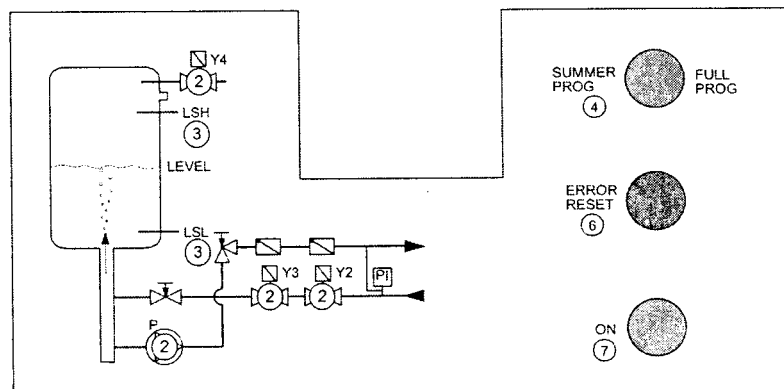 Y4
2
SUMMER PROG
4
FULL PROG
LSH
3
LEVEL
ERROR RESET
6
LSL
3
Y3
Y2
2
2
PI
P
2
ON
7